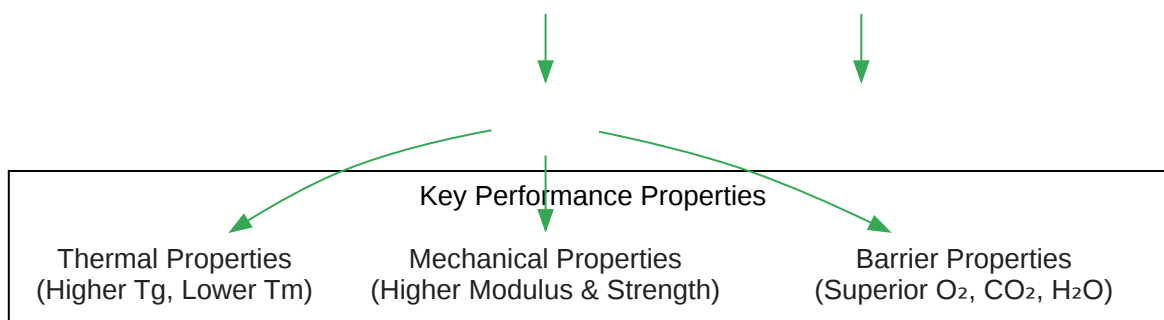 Key Performance Properties
Thermal Properties
(Higher Tg, Lower Tm)
Mechanical Properties
(Higher Modulus & Strength)
Barrier Properties
(Superior O₂, CO₂, H₂O)